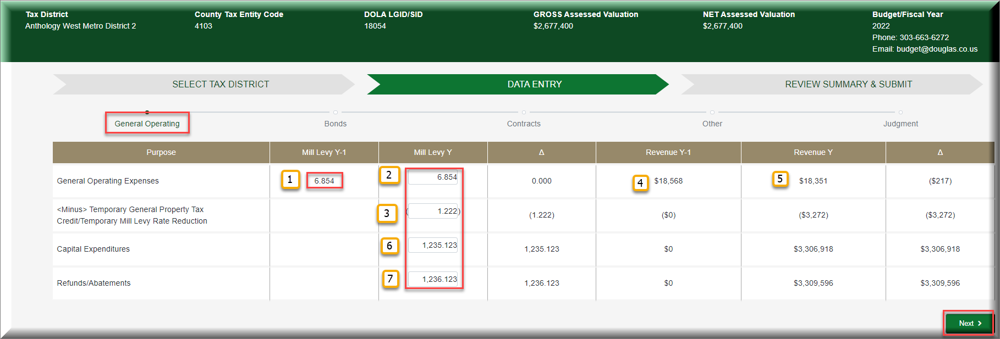 Tax District
Anthology West Metro District 2
County Tax Entity Code
4103
DOLA LGID/SID
18054
GROSS Assessed Valuation
$2,677,400
NET Assessed Valuation
$2,677,400
Budget/Fiscal Year
2022
Phone: 303-663-6272
Email: budget@douglas.co.us
SELECT TAX DISTRICT
DATA ENTRY
REVIEW SUMMARY & SUBMIT
General Operating
Bonds
Contracts
Other
Judgment
Purpose
Mill Levy Y-1
Mill Levy Y
Δ
Revenue Y-1
Revenue Y
Δ
General Operating Expenses
1
6.854
2
6.854
0.000
4
$18,568
5
$18,351
($217)
<Minus> Temporary General Property Tax
Credit/Temporary Mill Levy Rate Reduction
3
( 1.222)
(1.222)
($0)
($3,272)
($3,272)
Capital Expenditures
6
1,235.123
1,235.123
$0
$3,306,918
$3,306,918
Refunds/Abatements
7
1,236.123
1,236.123
$0
$3,309,596
$3,309,596
Next >